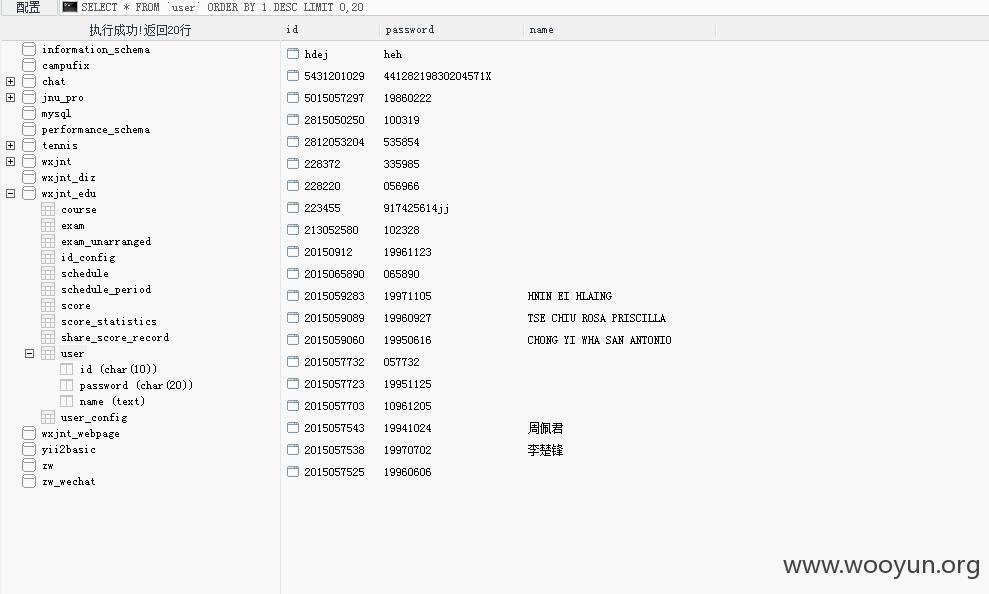 配置 SELECT * FROM `user` ORDER BY 1 DESC LIMIT 0,20
执行成功!返回20行
information_schema
campufix
chat
jnu_pro
mysql
performance_schema
tennis
wxjnt
wxjnt_diz
wxjnt_edu
course
exam
exam_unarranged
id_config
schedule
schedule_period
score
score_statistics
share_score_record
user
id (char(10))
password (char(20))
name (text)
user_config
wxjnt_webpage
yii2basic
zw
zw_wechat
id password name
hdej heh
5431201029 44128219830204571X
5015057297 19860222
2815050250 100319
2812053204 535854
228372 335985
228220 056966
223455 917425614jj
213052580 102328
20150912 19961123
2015065890 065890
2015059283 19971105 HNIN EI HLAING
2015059089 19960927 TSE CHIU ROSA PRISCILLA
2015059060 19950616 CHONG YI WHA SAN ANTONIO
2015057732 057732
2015057723 19951125
2015057703 10961205
2015057543 19941024 周佩君
2015057538 19970702 李楚锋
2015057525 19960606
www.wooyun.org